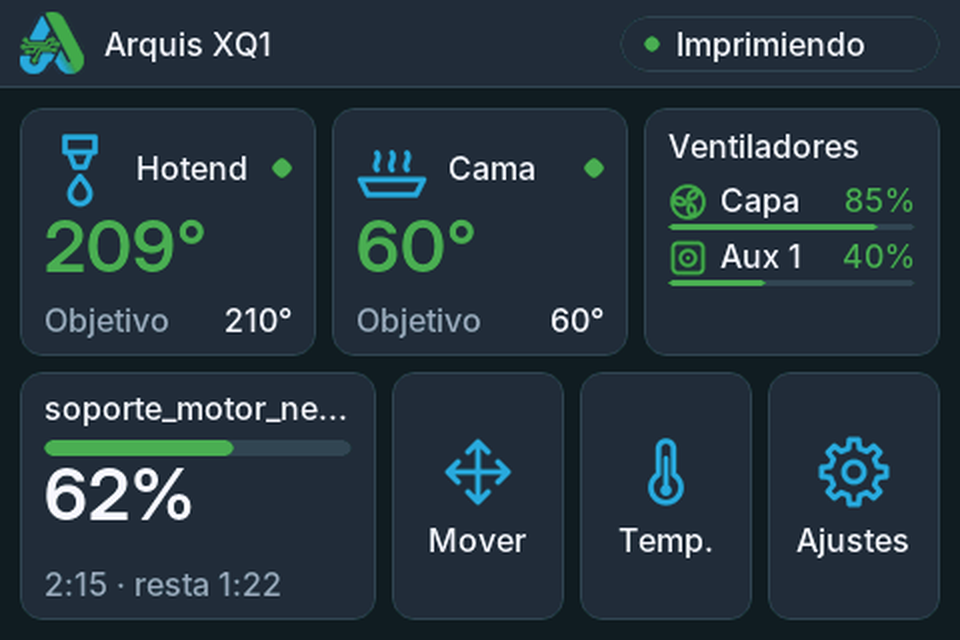 Arquis XQ1
Imprimiendo
Hotend
209°
Objetivo 210°
Cama
60°
Objetivo 60°
Ventiladores
Capa 85%
Aux 1 40%
soporte_motor_ne...
62%
2:15 · resta 1:22
Mover
Temp.
Ajustes